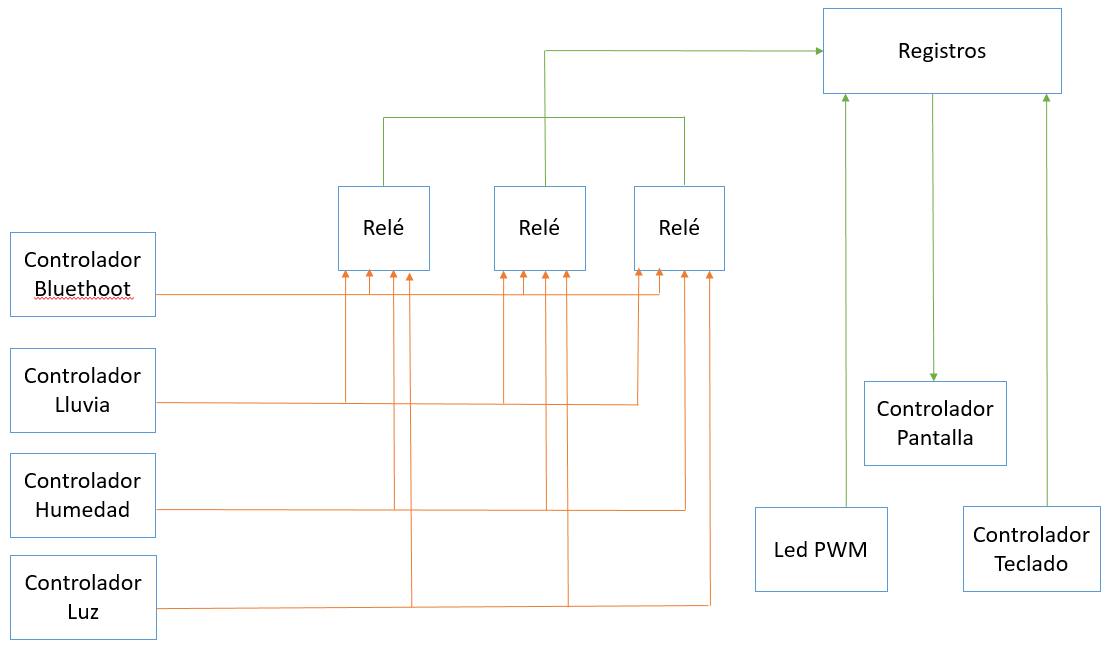 Registros
Relé
Relé
Relé
Controlador
Bluethoot
Controlador
Lluvia
Controlador
Pantalla
Controlador
Humedad
Led PWM
Controlador
Teclado
Controlador
Luz